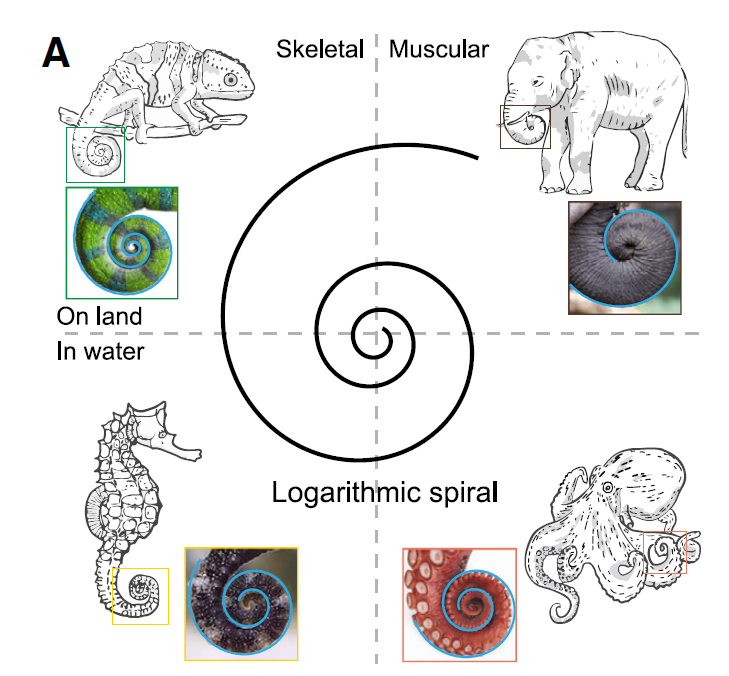 A
Skeletal
Muscular
On land
In water
Logarithmic spiral